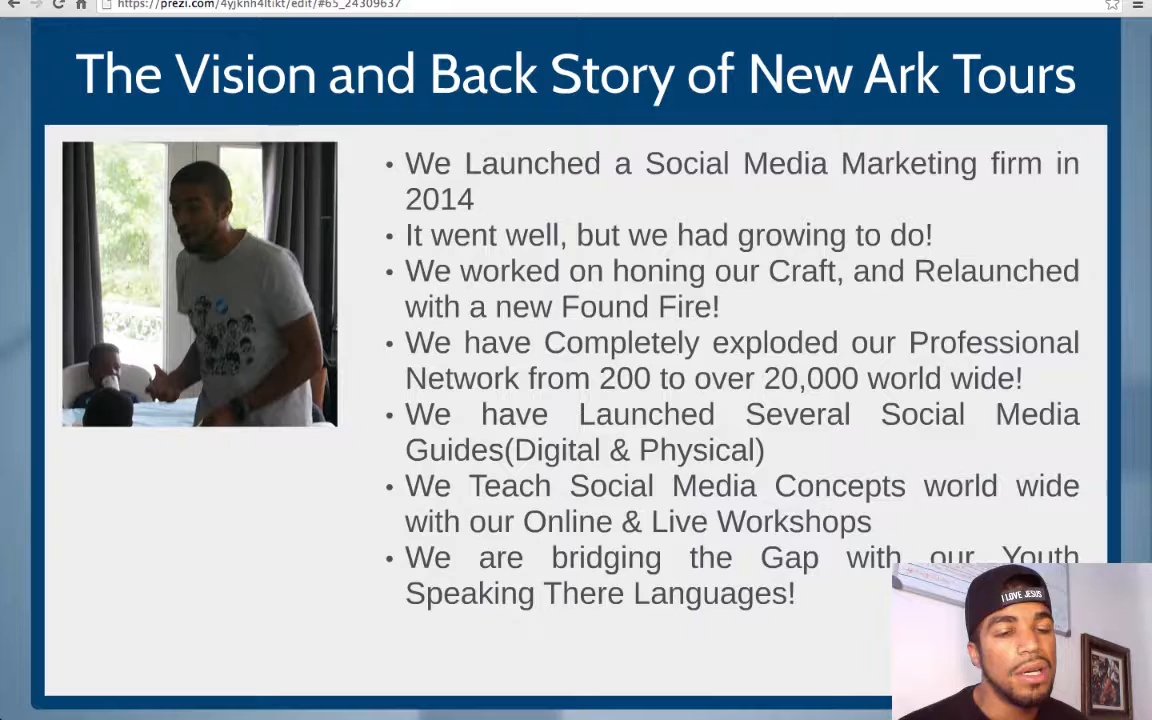 https://prezi.com/4yjknh4ltikt/edit/#65_24309637
The Vision and Back Story of New Ark Tours
• We Launched a Social Media Marketing firm in
2014
• It went well, but we had growing to do!
• We worked on honing our Craft, and Relaunched
with a new Found Fire!
• We have Completely exploded our Professional
Network from 200 to over 20,000 world wide!
• We have Launched Several Social Media
Guides(Digital & Physical)
• We Teach Social Media Concepts world wide
with our Online & Live Workshops
• We are bridging the Gap with our Youth
Speaking There Languages!
I LOVE JESUS